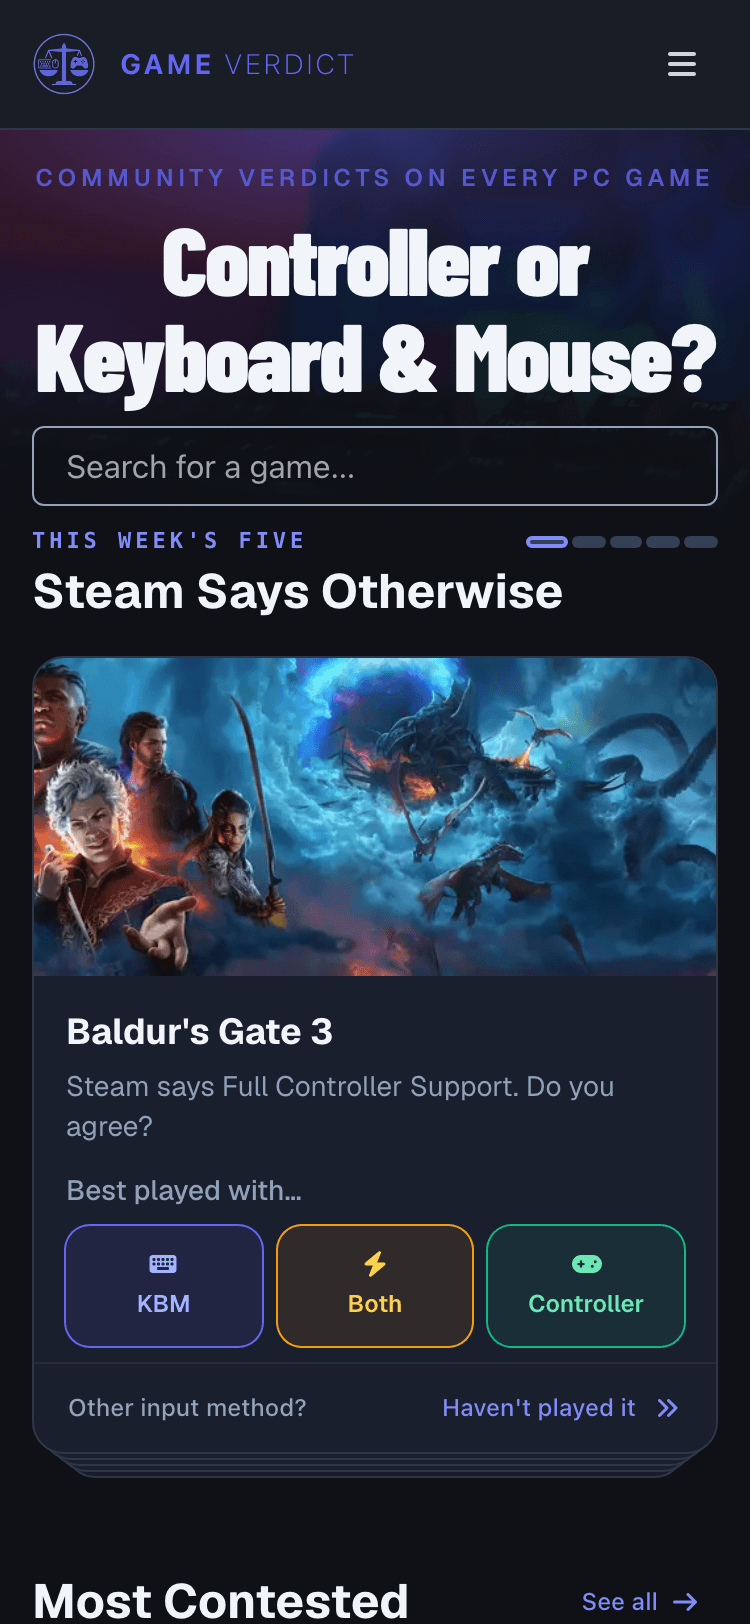 GAME VERDICT
COMMUNITY VERDICTS ON EVERY PC GAME
Controller or
Keyboard & Mouse?
Search for a game...
THIS WEEK'S FIVE
Steam Says Otherwise
Baldur's Gate 3
Steam says Full Controller Support. Do you
agree?
Best played with...
KBM
Both
Controller
Other input method?
Haven't played it
Most Contested
See all